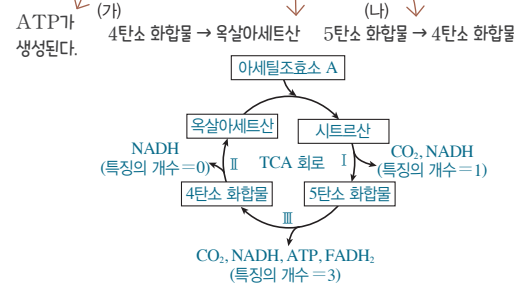 (가) (나)
ATP가
생성된다.
4탄소 화합물 → 옥살아세트산 5탄소 화합물 → 4탄소 화합물
아세틸조효소 A
옥살아세트산 시트르산
NADH
(특징의 개수=0)
Ⅱ TCA 회로 Ⅰ
CO₂, NADH
(특징의 개수=1)
4탄소 화합물 5탄소 화합물
Ⅲ
CO₂, NADH, ATP, FADH₂
(특징의 개수=3)